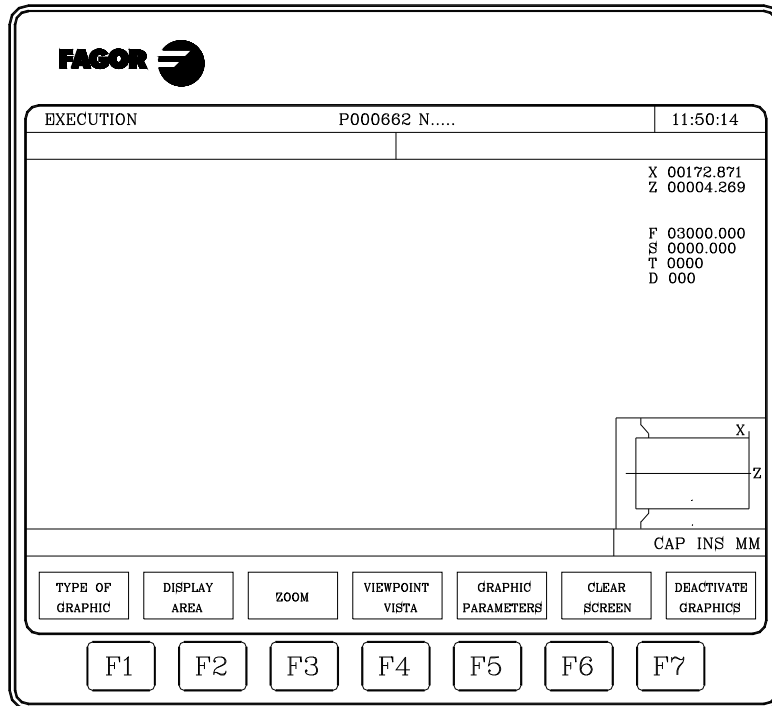 FAGOR
EXECUTION P000662 N..... 11:50:14
X 00172.871
Z 00004.269
F 03000.000
S 0000.000
T 0000
D 000
X
Z
CAP INS MM
TYPE OF GRAPHIC
DISPLAY AREA
ZOOM
VIEWPOINT VISTA
GRAPHIC PARAMETERS
CLEAR SCREEN
DEACTIVATE GRAPHICS
F1 F2 F3 F4 F5 F6 F7